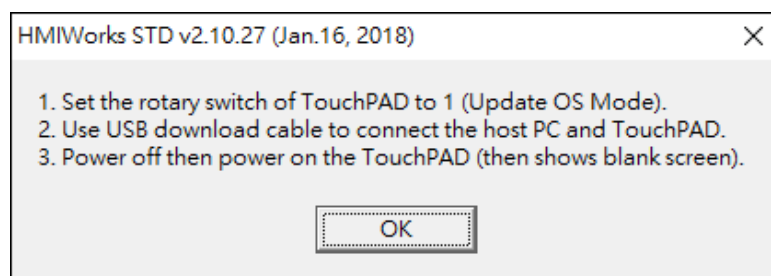 HMIWorks STD v2.10.27 (Jan.16, 2018)
1. Set the rotary switch of TouchPAD to 1 (Update OS Mode).
2. Use USB download cable to connect the host PC and TouchPAD.
3. Power off then power on the TouchPAD (then shows blank screen).
OK